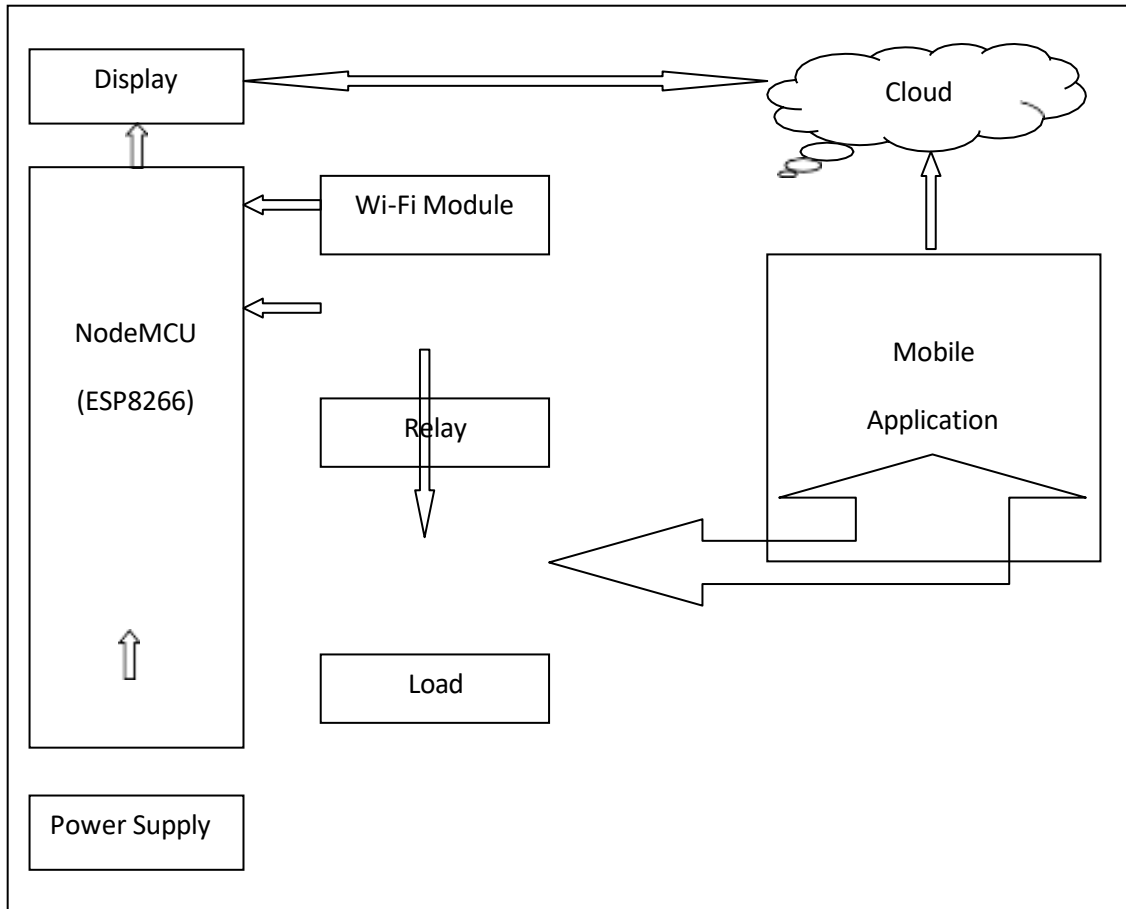 Display
Cloud
Wi-Fi Module
NodeMCU
(ESP8266)
Mobile
Application
Relay
Load
Power Supply